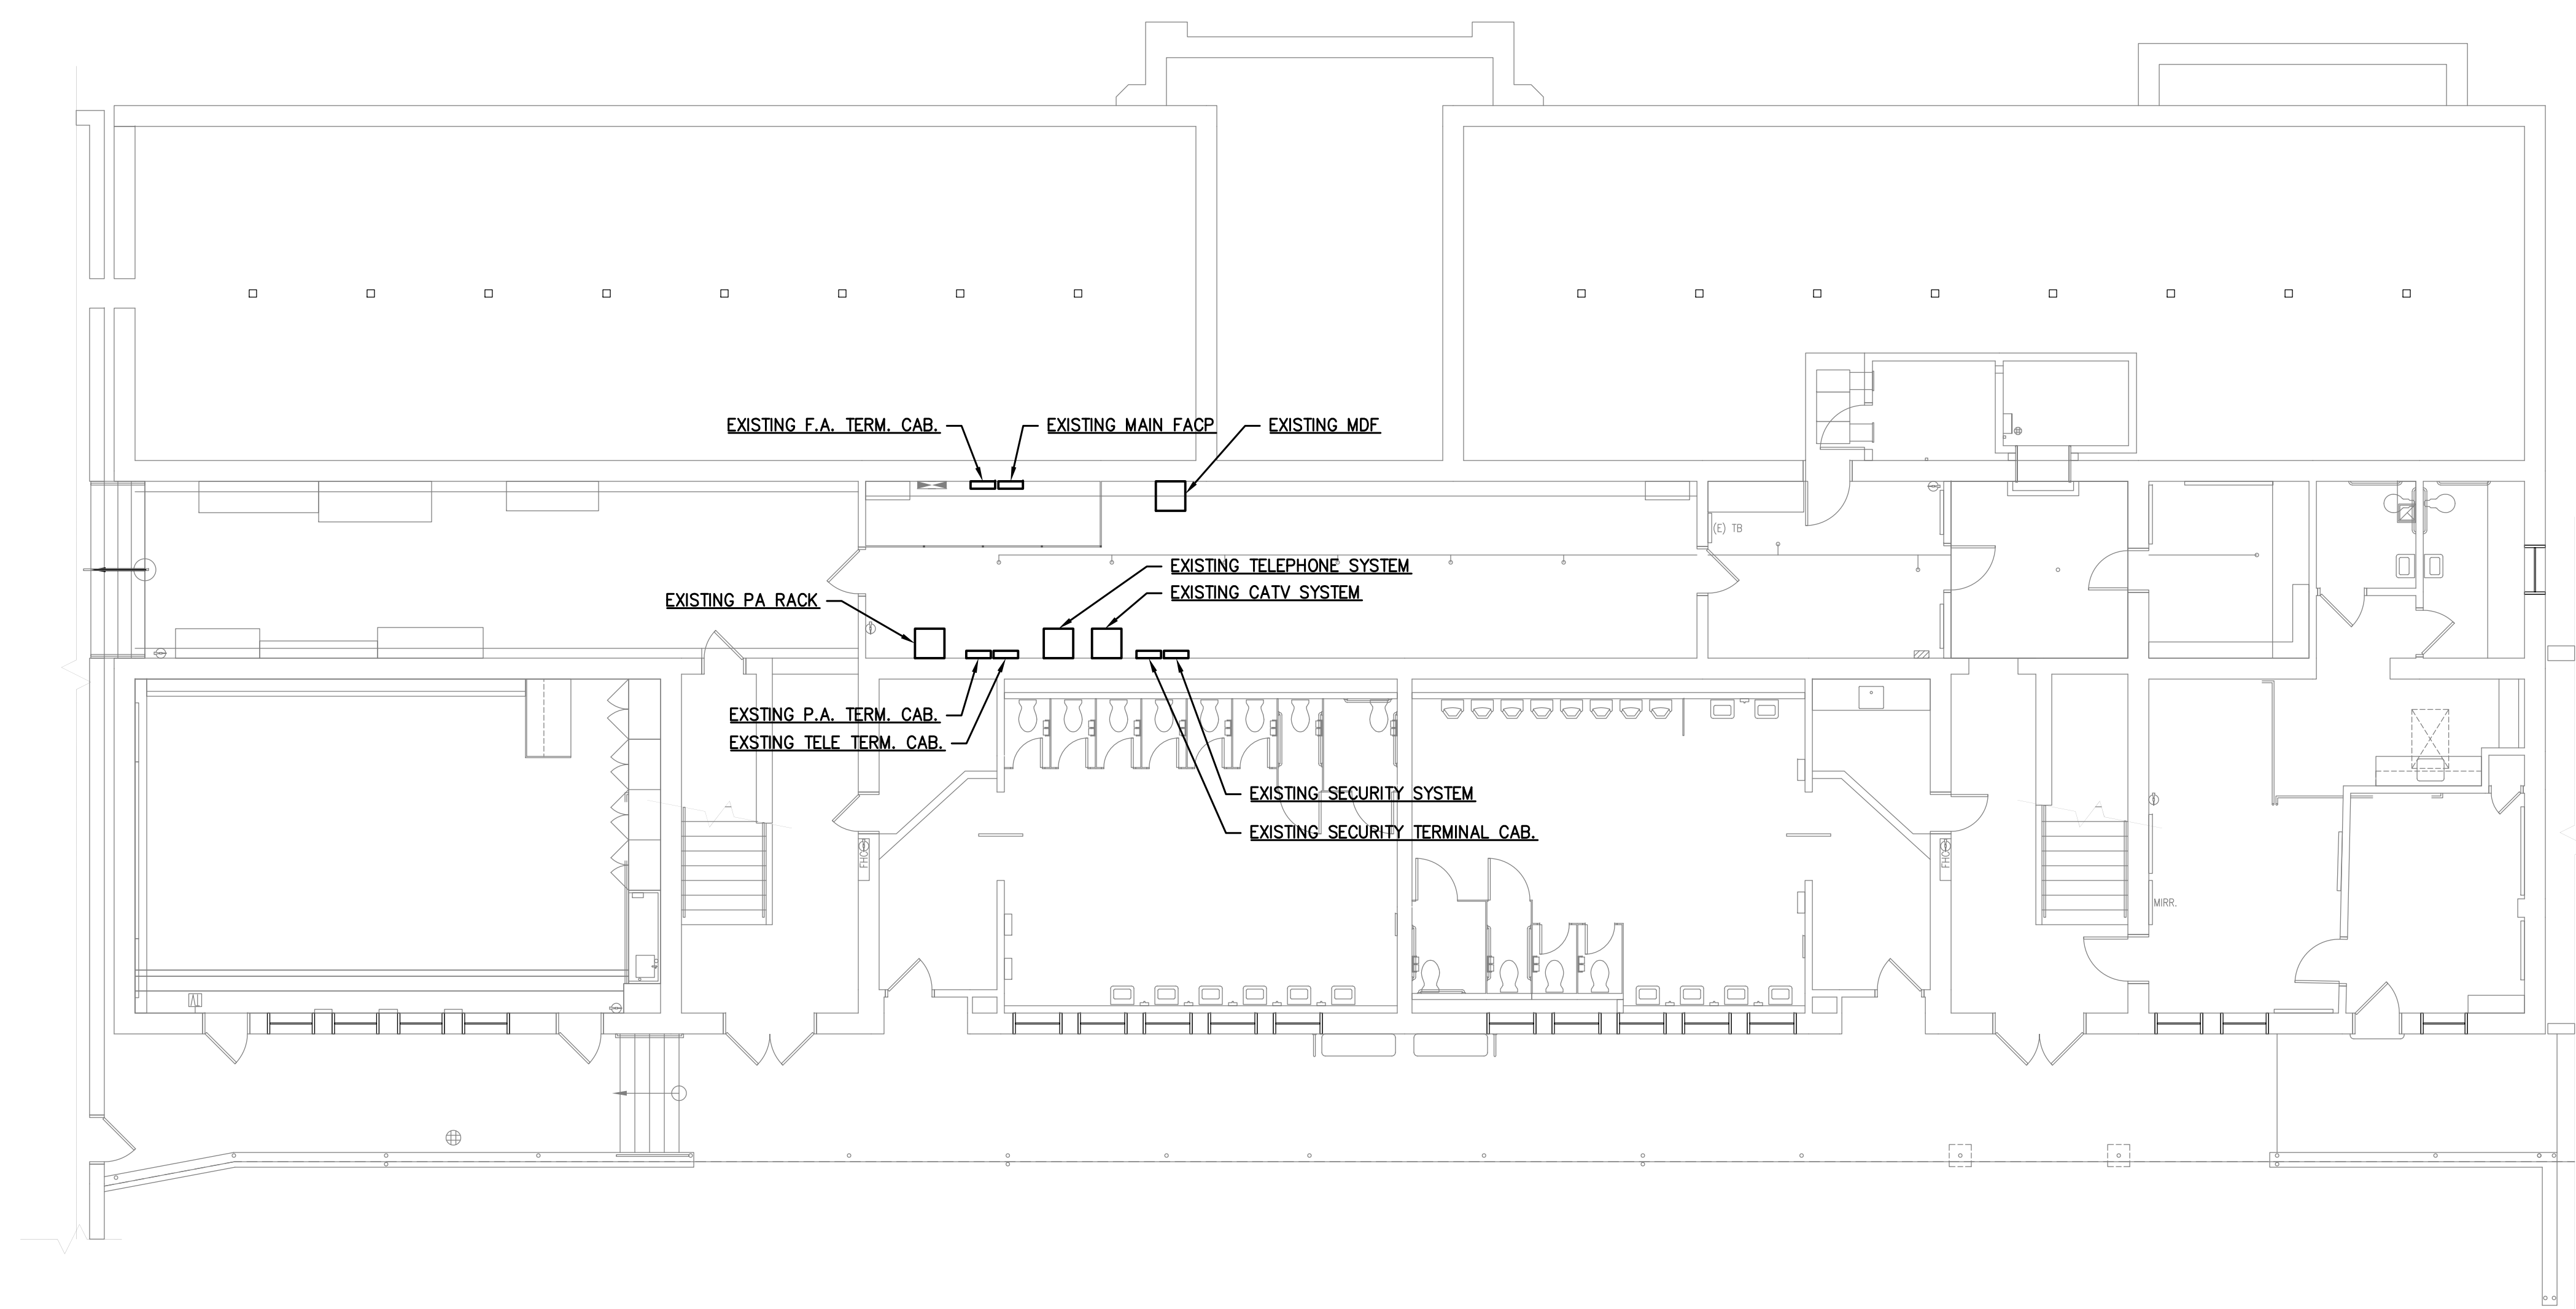 EXISTING F.A. TERM. CAB.
EXISTING MAIN FACP
EXISTING MDF
(E) TB
EXISTING TELEPHONE SYSTEM
EXISTING CATV SYSTEM
EXISTING PA RACK
EXSTING P.A. TERM. CAB.
EXSTING TELE TERM. CAB.
EXISTING SECURITY SYSTEM
EXISTING SECURITY TERMINAL CAB.
FHC
FHC
MIRR.